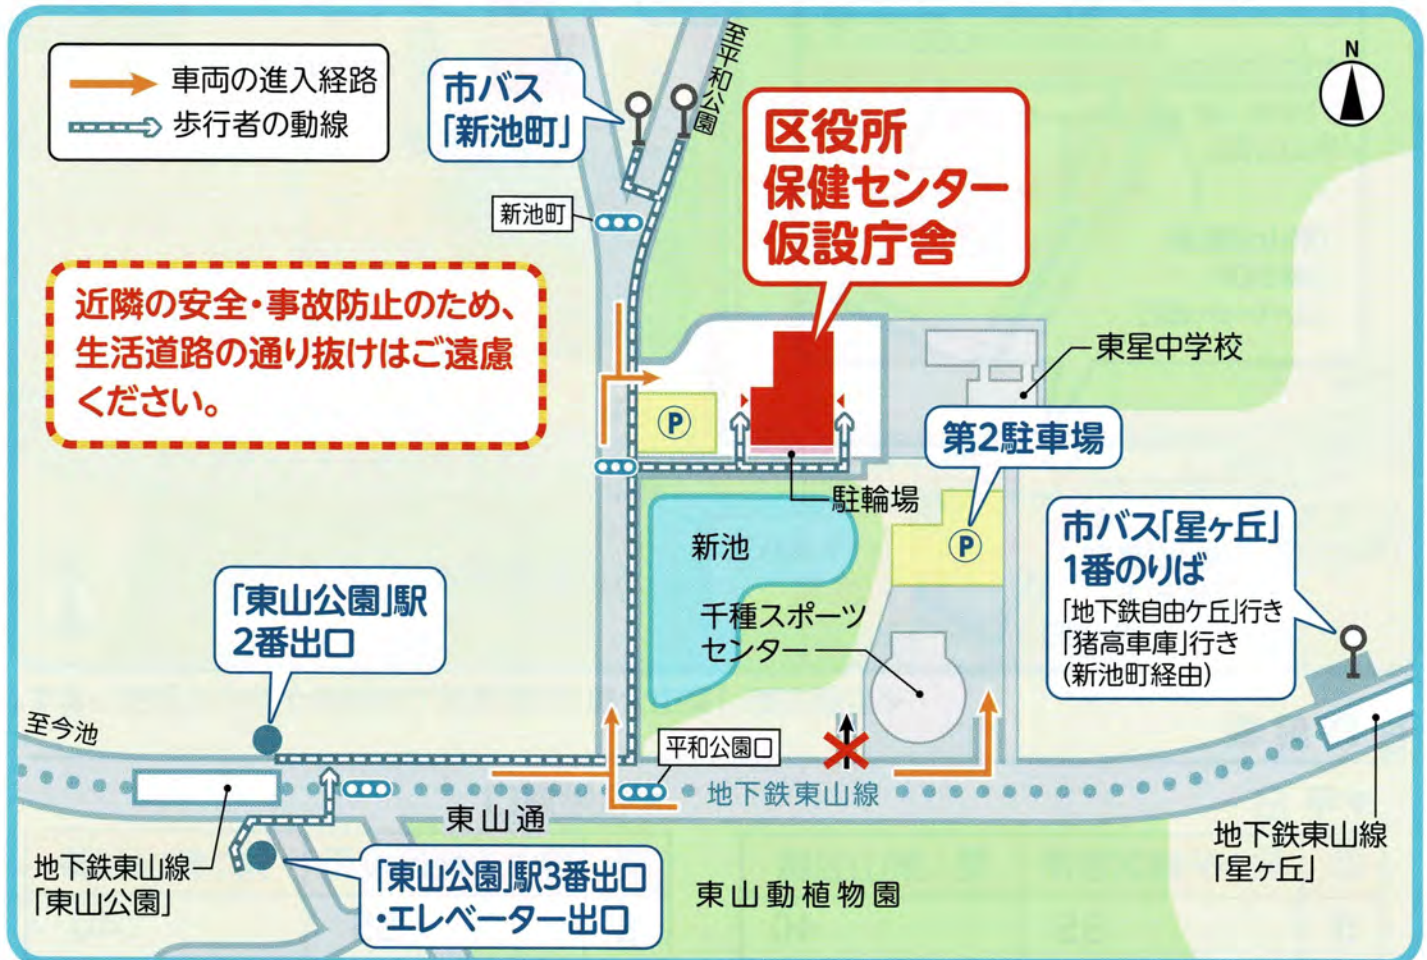 車両の進入経路
歩行者の動線
市バス
「新池町」
至平和公園
N
区役所
保健センター
仮設庁舎
新池町
近隣の安全・事故防止のため、
生活道路の通り抜けはご遠慮
ください。
東星中学校
P
第2駐車場
駐輪場
新池
P
市バス「星ヶ丘」
1番のりば
「地下鉄自由ケ丘」行き
「猪高車庫」行き
(新池町経由)
「東山公園」駅
2番出口
千種スポーツ
センター
至今池
平和公園口
地下鉄東山線
東山通
地下鉄東山線
「東山公園」
「東山公園」駅3番出口
・エレベーター出口
東山動植物園
地下鉄東山線
「星ヶ丘」